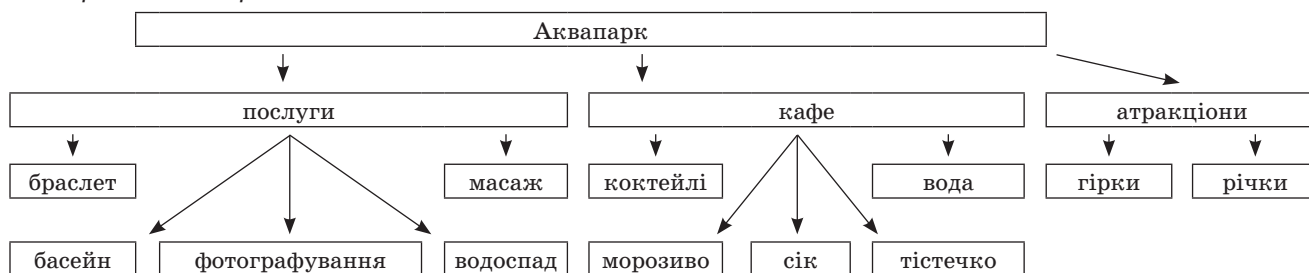 Аквапарк
послуги кафе атракціони
браслет масаж коктейлі вода гірки річки
басейн фотографування водоспад морозиво сік тістечко